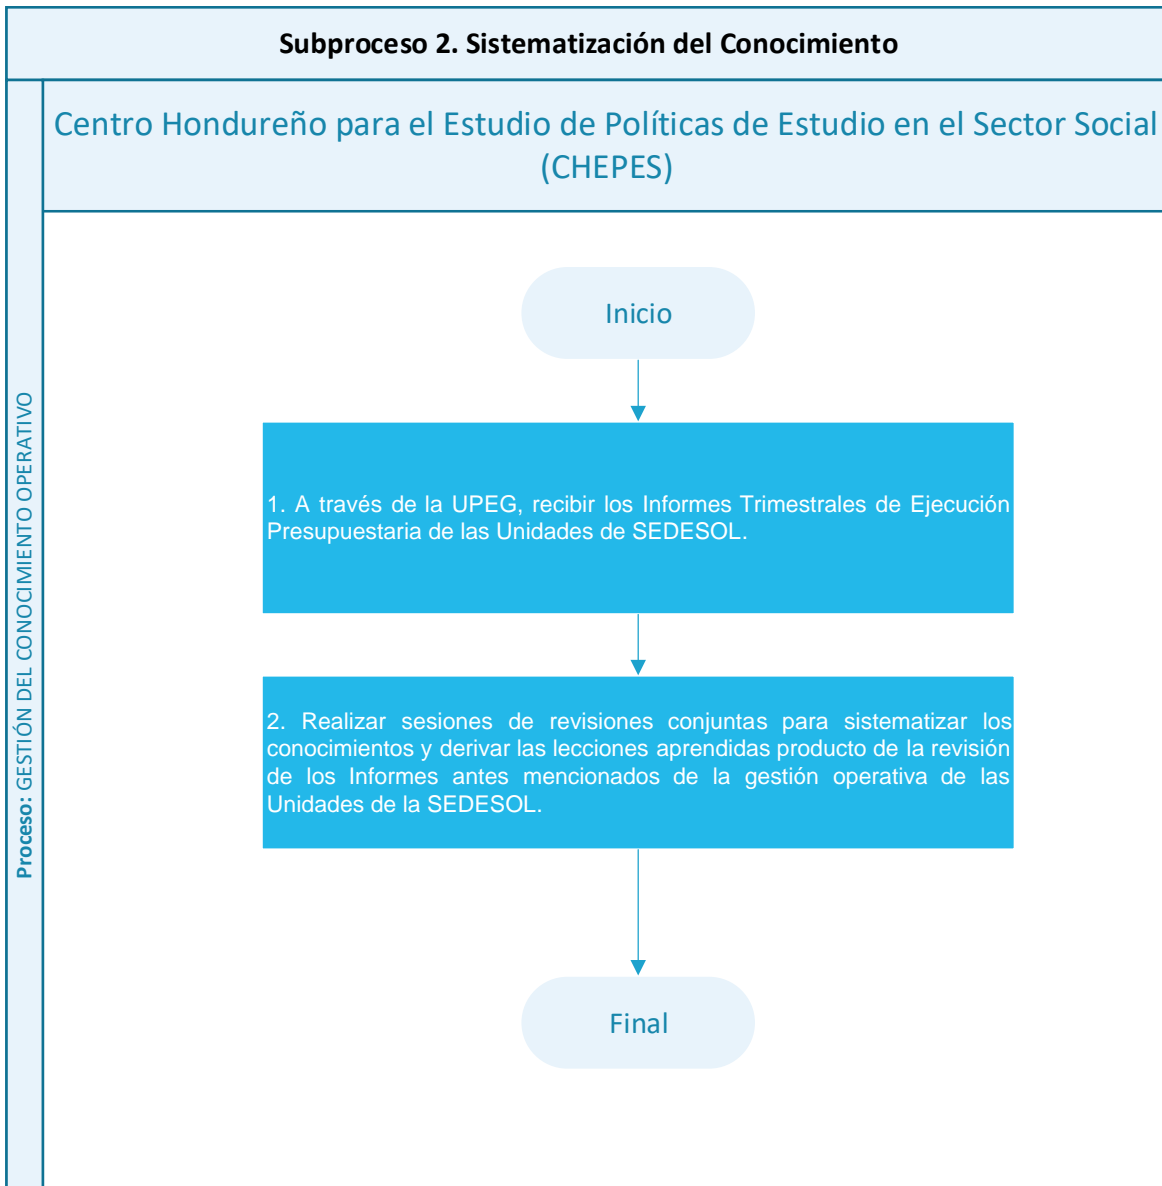 Subproceso 2. Sistematización del Conocimiento
Centro Hondureño para el Estudio de Políticas de Estudio en el Sector Social
(CHEPES)
Proceso: GESTIÓN DEL CONOCIMIENTO OPERATIVO
Inicio
1. A través de la UPEG, recibir los Informes Trimestrales de Ejecución
Presupuestaria de las Unidades de SEDESOL.
2. Realizar sesiones de revisiones conjuntas para sistematizar los
conocimientos y derivar las lecciones aprendidas producto de la revisión
de los Informes antes mencionados de la gestión operativa de las
Unidades de la SEDESOL.
Final